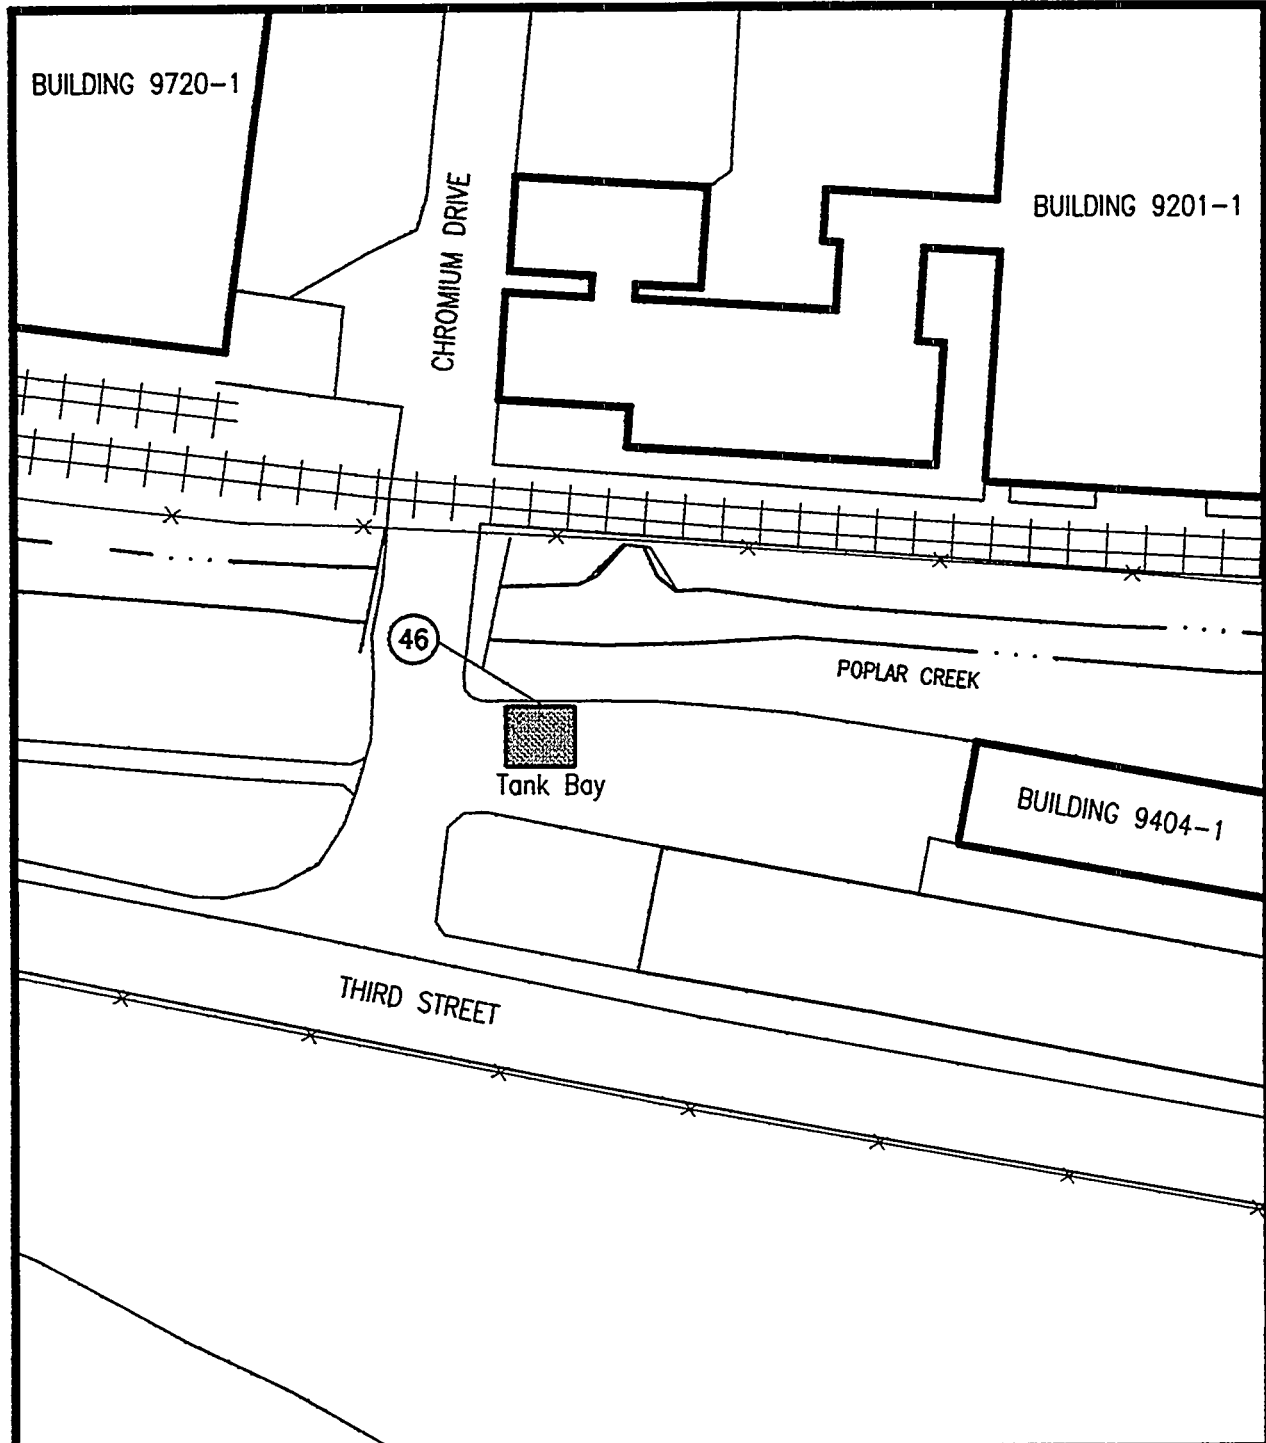 BUILDING 9720-1
CHROMIUM DRIVE
BUILDING 9201-1
46
POPLAR CREEK
Tank Bay
BUILDING 9404-1
THIRD STREET